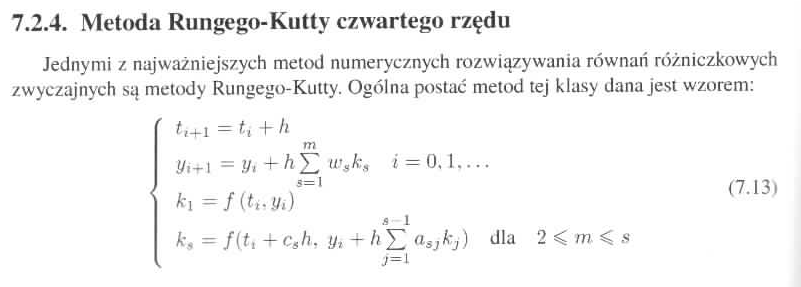 7.2.4. Metoda Rungego-Kutty czwartego rzędu
Jednymi z najważniejszych metod numerycznych rozwiązywania równań różniczkowych
zwyczajnych są metody Rungego-Kutty. Ogólna postać metod tej klasy dana jest wzorem:
t_{i+1} = t_i + h
y_{i+1} = y_i + h \sum_{s=1}^{m} w_s k_s   i = 0, 1, . . .
k_1 = f (t_i, y_i)
k_s = f(t_i + c_s h, y_i + h \sum_{j=1}^{s-1} a_{sj} k_j)   dla   2 ⩽ m ⩽ s
(7.13)